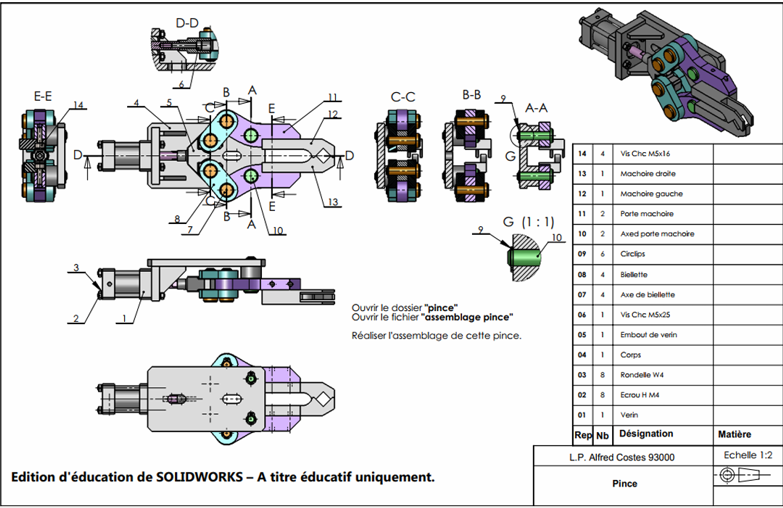 D-D
6
E-E
14
4
5
B
A
C
11
12
D
D
C
E
E
8
7
B
A
10
13
C-C
B-B
A-A
9
G
G (1 : 1)
9
10
3
2
1
Ouvrir le dossier "pince"
Ouvrir le fichier "assemblage pince"
Réaliser l'assemblage de cette pince.
14 4 Vis Chc M5x16
13 1 Machoire droite
12 1 Machoire gauche
11 2 Porte machoire
10 2 Axed porte machoire
09 6 Circlips
08 4 Biellette
07 4 Axe de biellette
06 1 Vis Chc M5x25
05 1 Embout de verin
04 1 Corps
03 8 Rondelle W4
02 8 Ecrou H M4
01 1 Verin
Rep Nb Désignation Matière
L.P. Alfred Costes 93000 Echelle 1:2
Pince
Edition d'éducation de SOLIDWORKS – A titre éducatif uniquement.